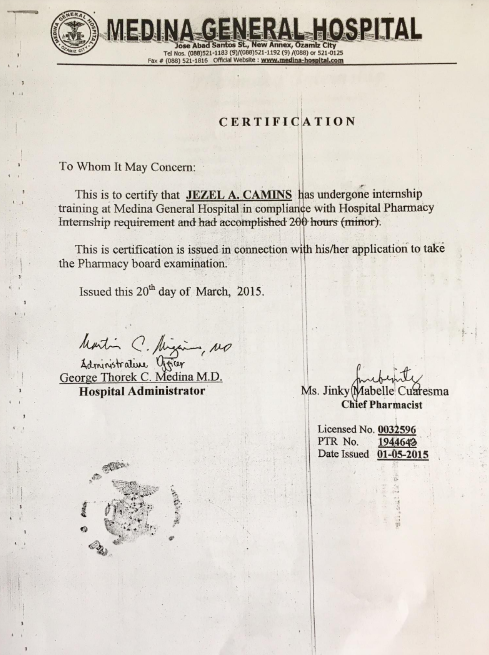 MEDINA GENERAL HOSPITAL
Jose Abad Santos St., New Annex, Ozamiz City
Tel Nos. (088)521-1183 (9)/(088)521-1192 (9) /(088) or 521-0125
Fax # (088) 521-1816 Official Website : www.medina-hospital.com
CERTIFICATION
To Whom It May Concern:
This is to certify that JEZEL A. CAMINS has undergone internship
training at Medina General Hospital in compliance with Hospital Pharmacy
Internship requirement and had accomplished 200 hours (minor).
This is certification is issued in connection with his/her application to take
the Pharmacy board examination.
Issued this 20th day of March, 2015.
Administrative Officer
George Thorek C. Medina M.D.
Hospital Administrator
Ms. Jinky Mabelle Cuaresma
Chief Pharmacist
Licensed No. 0032596
PTR No.
Date Issued 01-05-2015